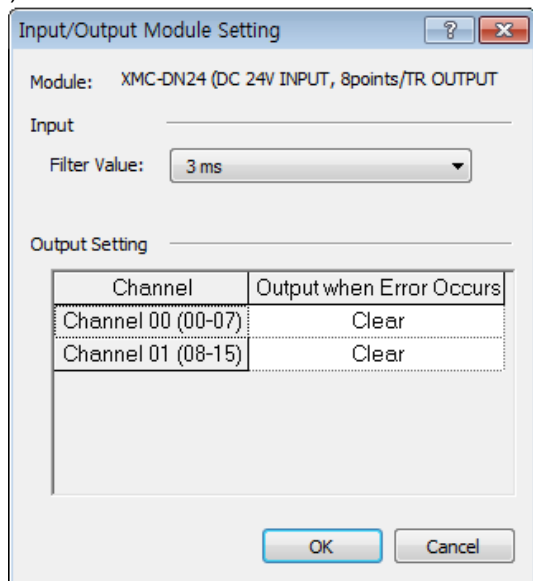 Input/Output Module Setting
Module: XMC-DN24 (DC 24V INPUT, 8points/TR OUTPUT
Input
Filter Value: 3 ms
Output Setting
Channel Output when Error Occurs
Channel 00 (00-07) Clear
Channel 01 (08-15) Clear
OK Cancel